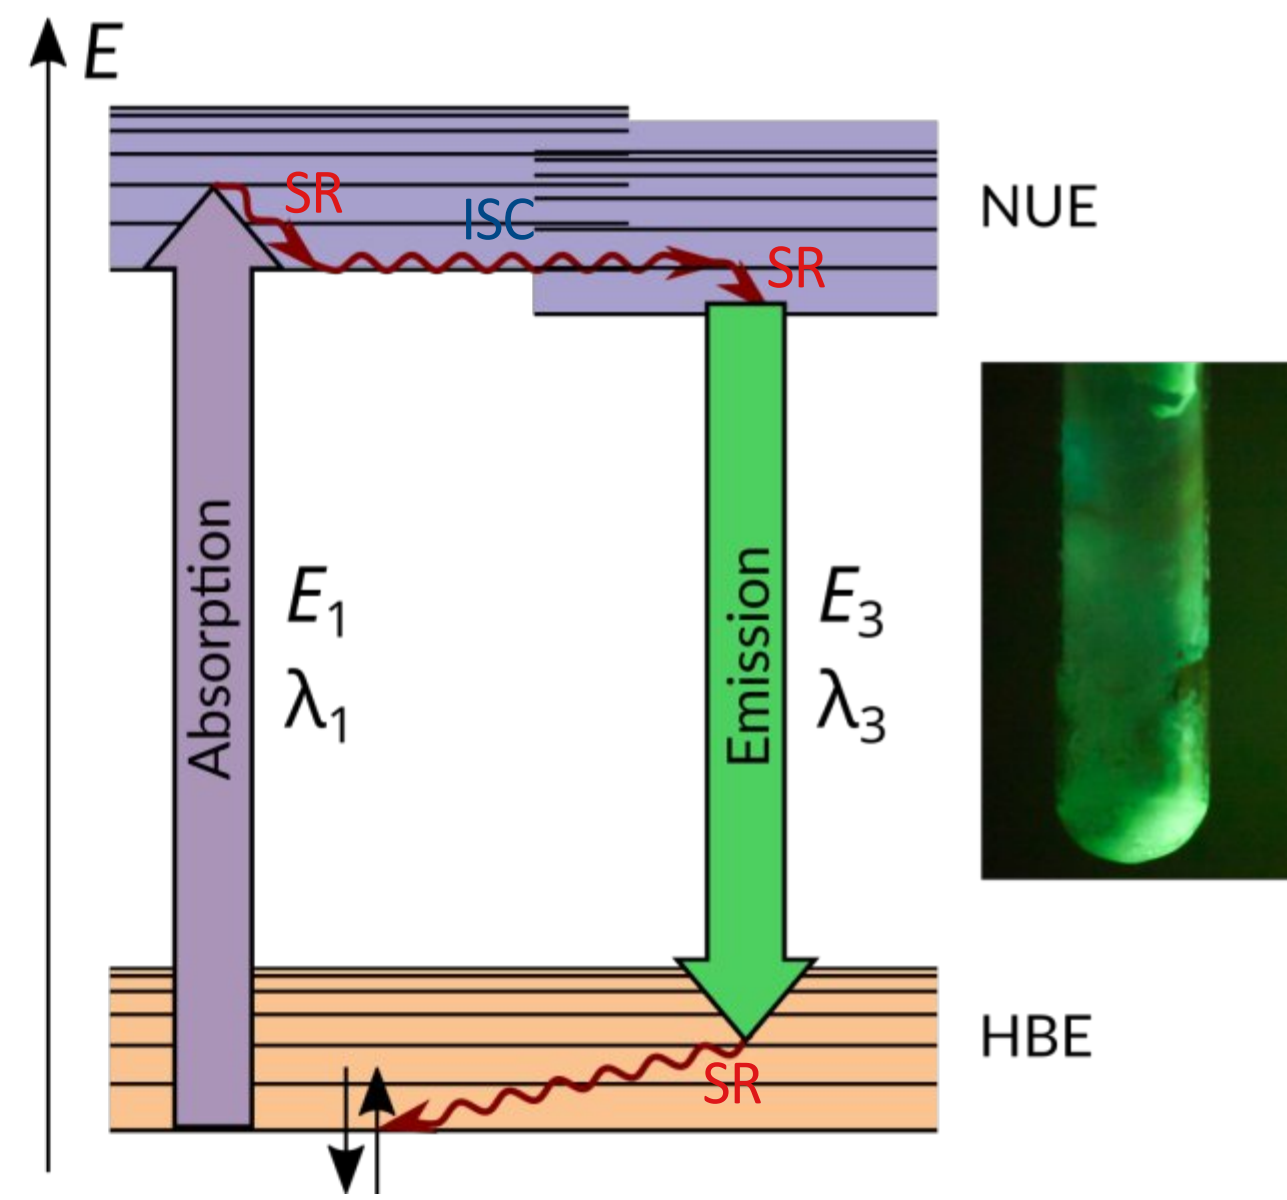 E
SR
ISC
NUE
SR
Absorption
E1
λ1
Emission
E3
λ3
HBE
SR